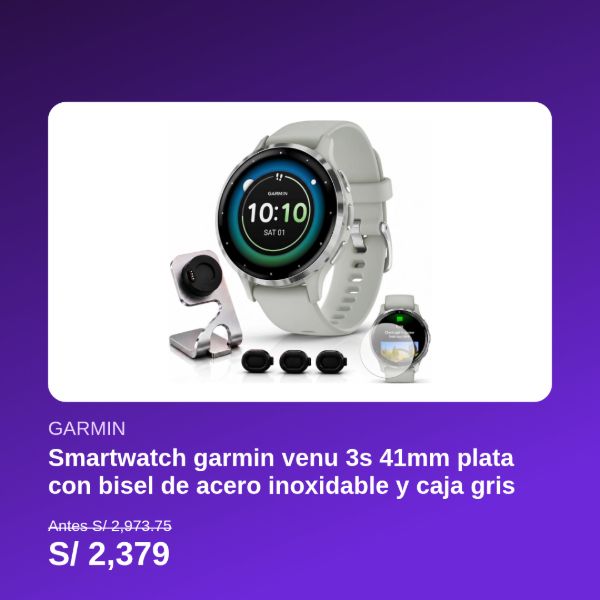 GARMIN
10:10
SAT 01
GARMIN
Smartwatch garmin venu 3s 41mm plata
con bisel de acero inoxidable y caja gris
Antes S/ 2,973.75
S/ 2,379